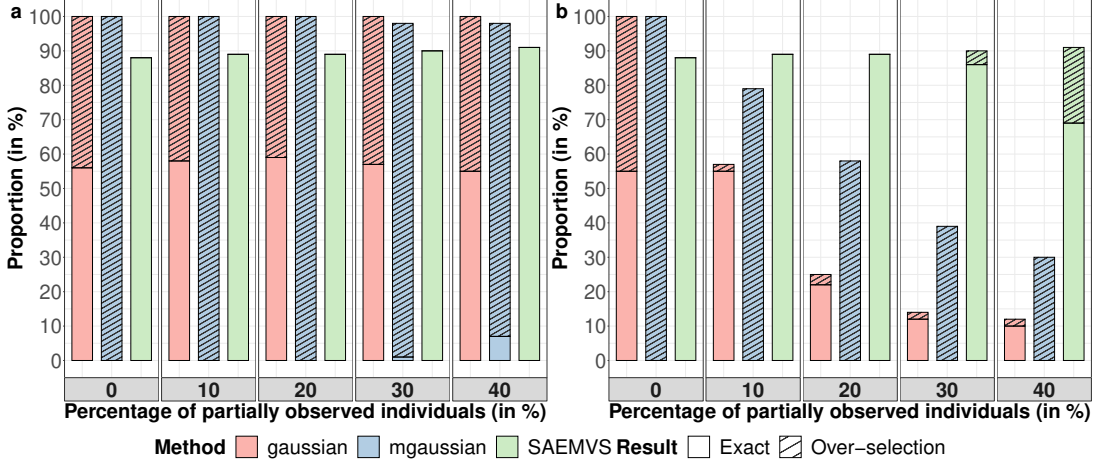 a
Proportion (in %)
100
90
80
70
60
50
40
30
20
10
0
0 10 20 30 40
Percentage of partially observed individuals (in %)
b
Proportion (in %)
100
90
80
70
60
50
40
30
20
10
0
0 10 20 30 40
Percentage of partially observed individuals (in %)
Method gaussian mgaussian SAEMVS Result Exact Over−selection